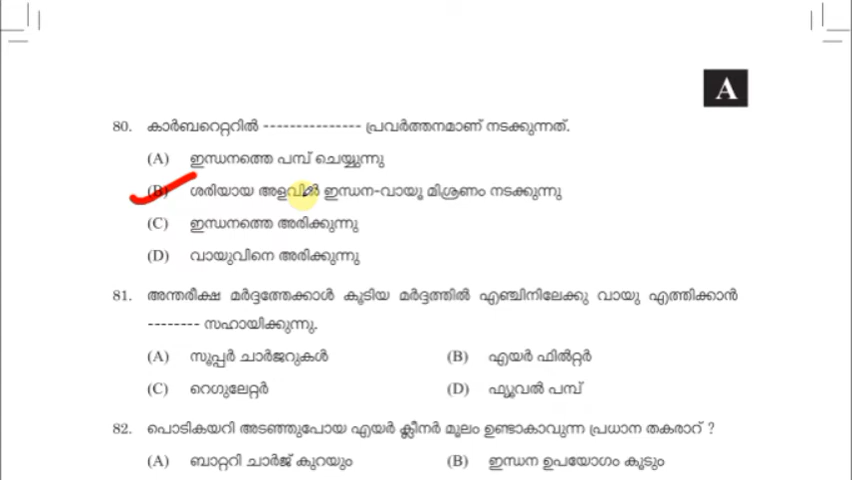 A
80. കാർബറെറ്ററിൽ --------------- പ്രവർത്തനമാണ് നടക്കുന്നത്.
(A) ഇന്ധനത്തെ പമ്പ് ചെയ്യുന്നു
(B) ശരിയായ അളവിൽ ഇന്ധന-വായൂ മിശ്രണം നടക്കുന്നു
(C) ഇന്ധനത്തെ അരിക്കുന്നു
(D) വായുവിനെ അരിക്കുന്നു
81. അന്തരീക്ഷ മർദ്ദത്തേക്കാൾ കൂടിയ മർദ്ദത്തിൽ എഞ്ചിനിലേക്കു വായു എത്തിക്കാൻ
-------- സഹായിക്കുന്നു.
(A) സൂപ്പർ ചാർജറുകൾ (B) എയർ ഫിൽറ്റർ
(C) റെഗുലേറ്റർ (D) ഫ്യൂവൽ പമ്പ്
82. പൊടികയറി അടഞ്ഞുപോയ എയർ ക്ലീനർ മൂലം ഉണ്ടാകാവുന്ന പ്രധാന തകരാറ് ?
(A) ബാറ്ററി ചാർജ് കുറയും (B) ഇന്ധന ഉപയോഗം കൂടും